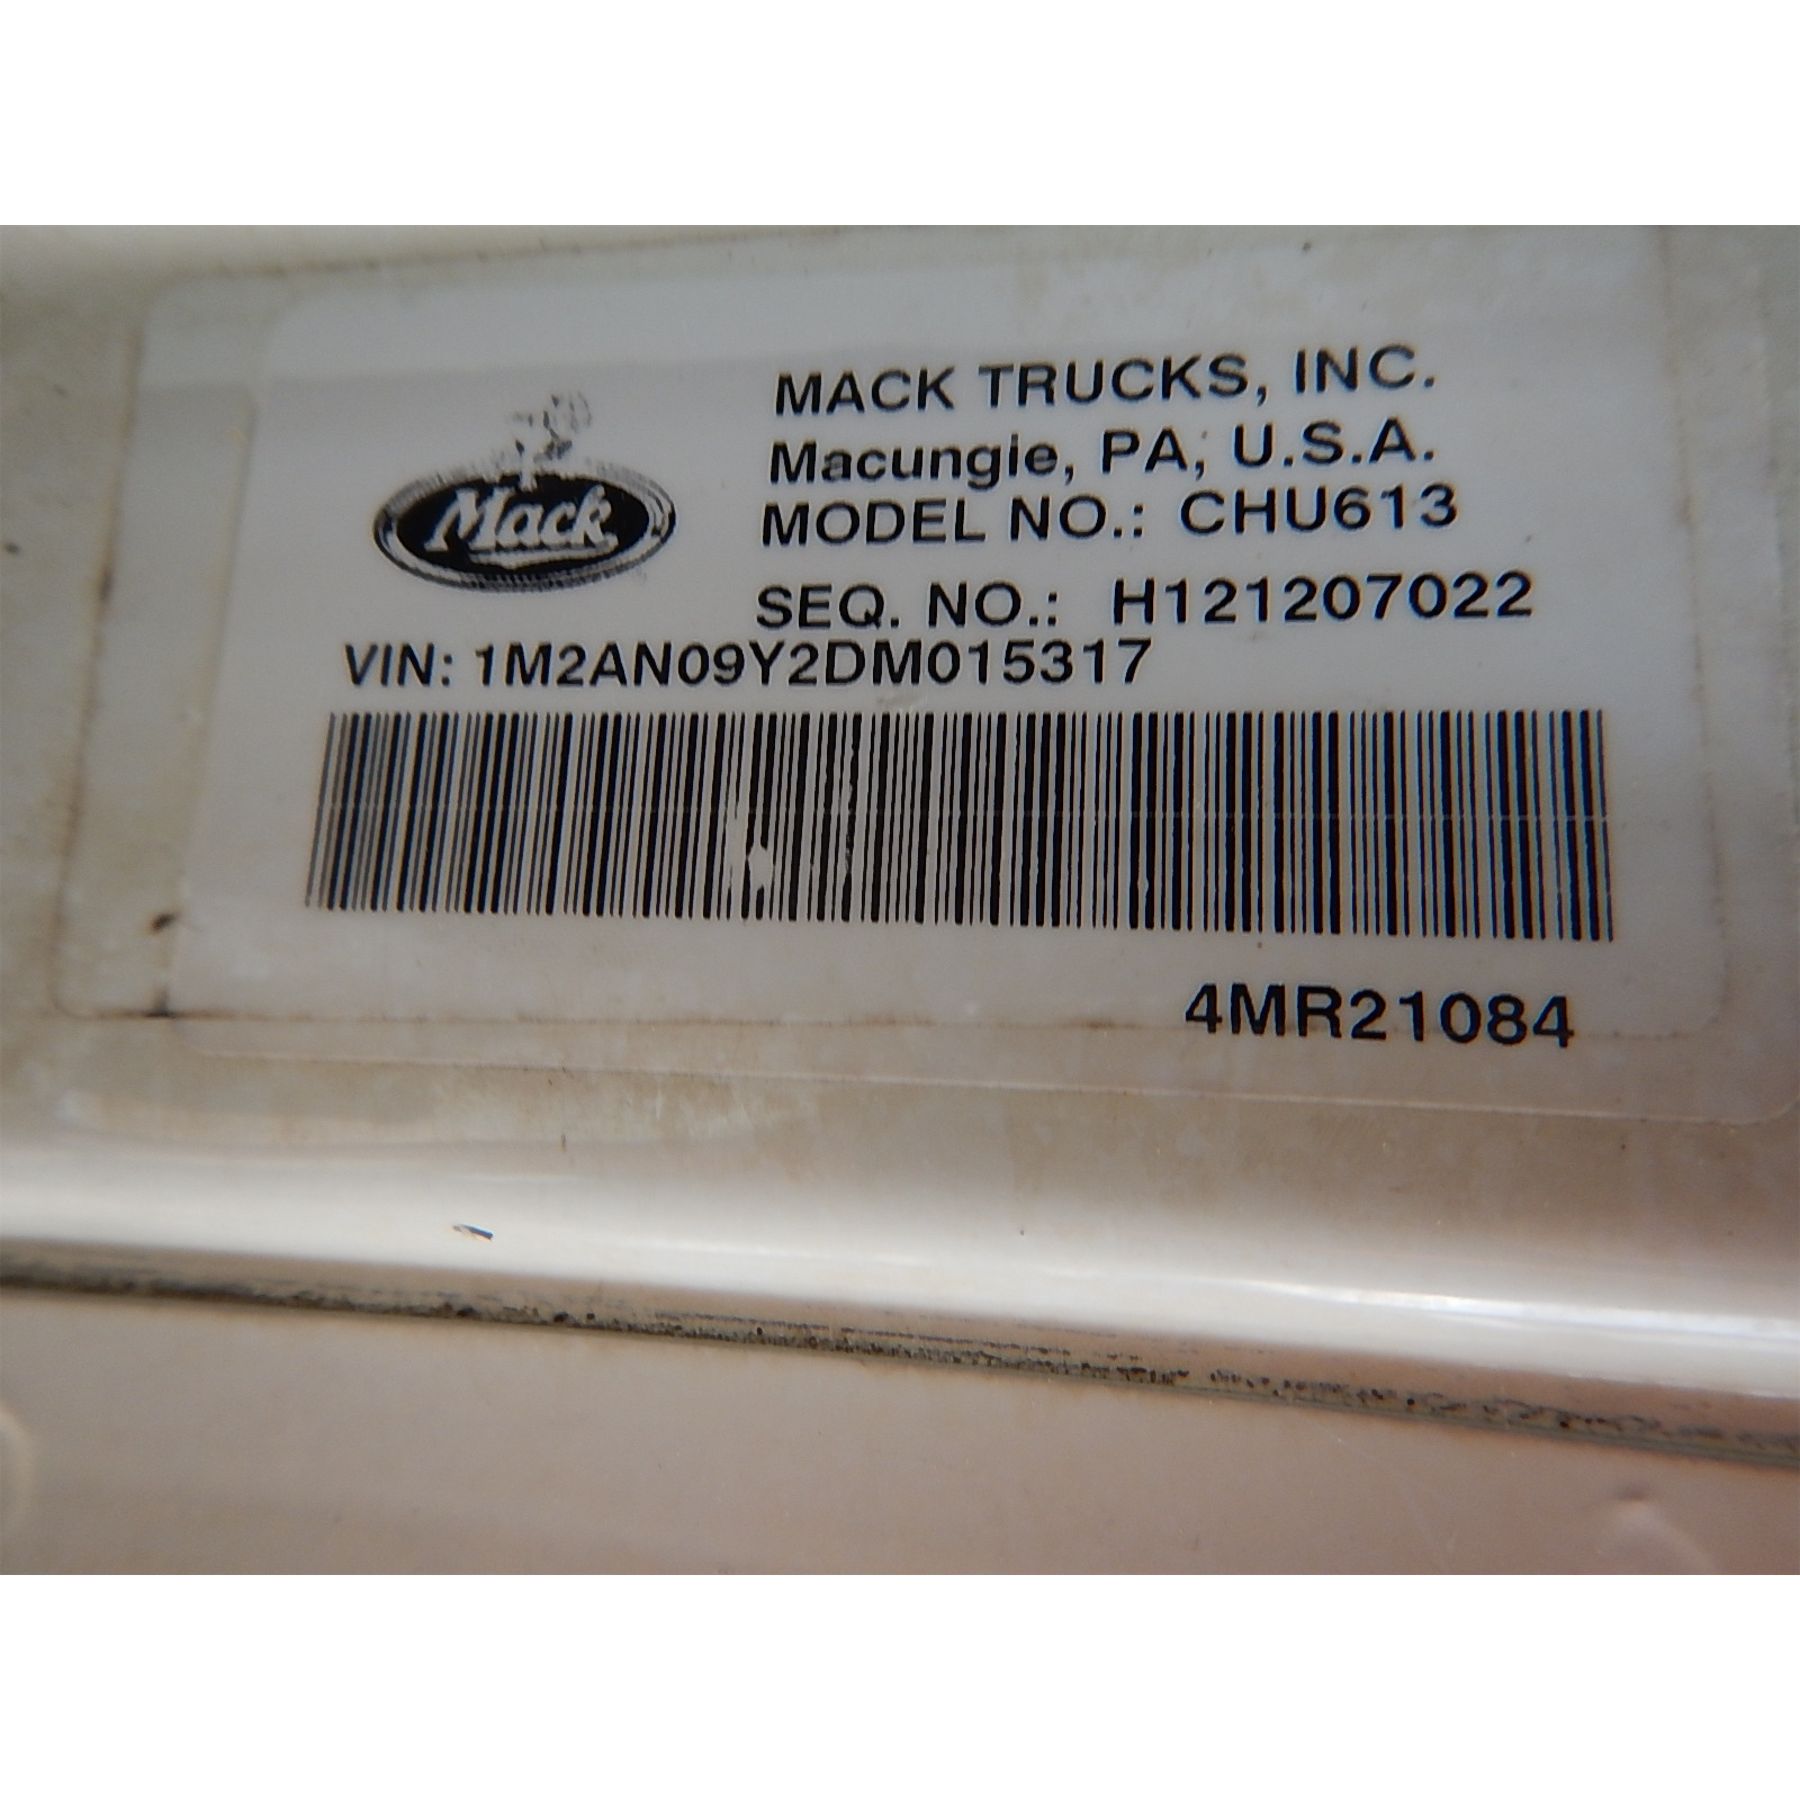 MACK TRUCKS, INC.
Macungie, PA, U.S.A.
Mack
MODEL NO.: CHU613
SEQ. NO.: H121207022
VIN: 1M2AN09Y2DM015317
4MR21084